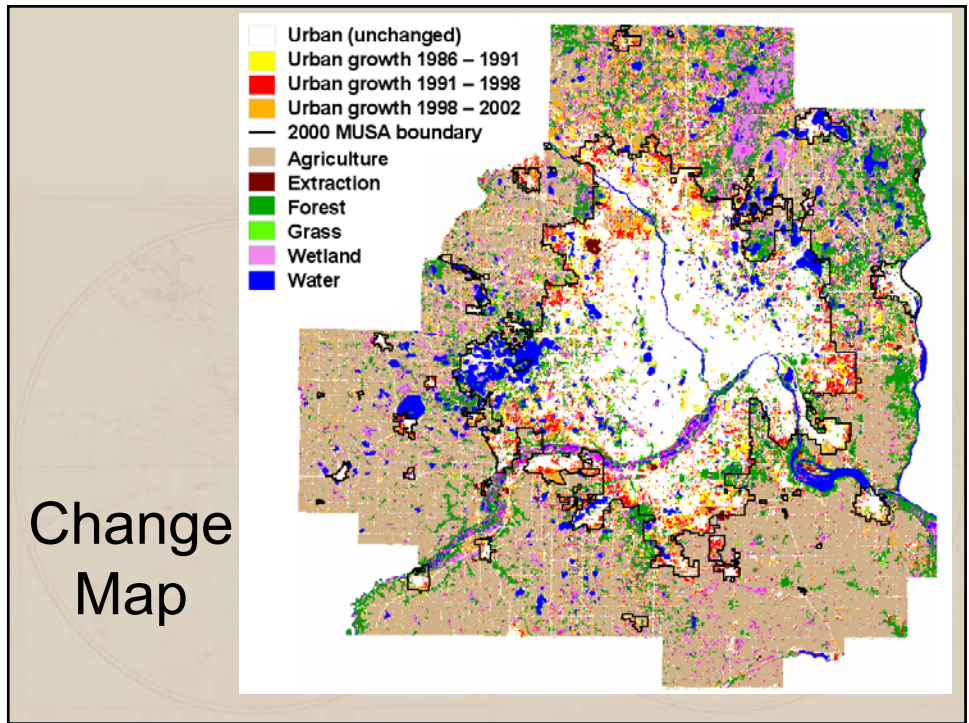 Urban (unchanged)
Urban growth 1986 – 1991
Urban growth 1991 – 1998
Urban growth 1998 – 2002
2000 MUSA boundary
Agriculture
Extraction
Forest
Grass
Wetland
Water
Change
Map